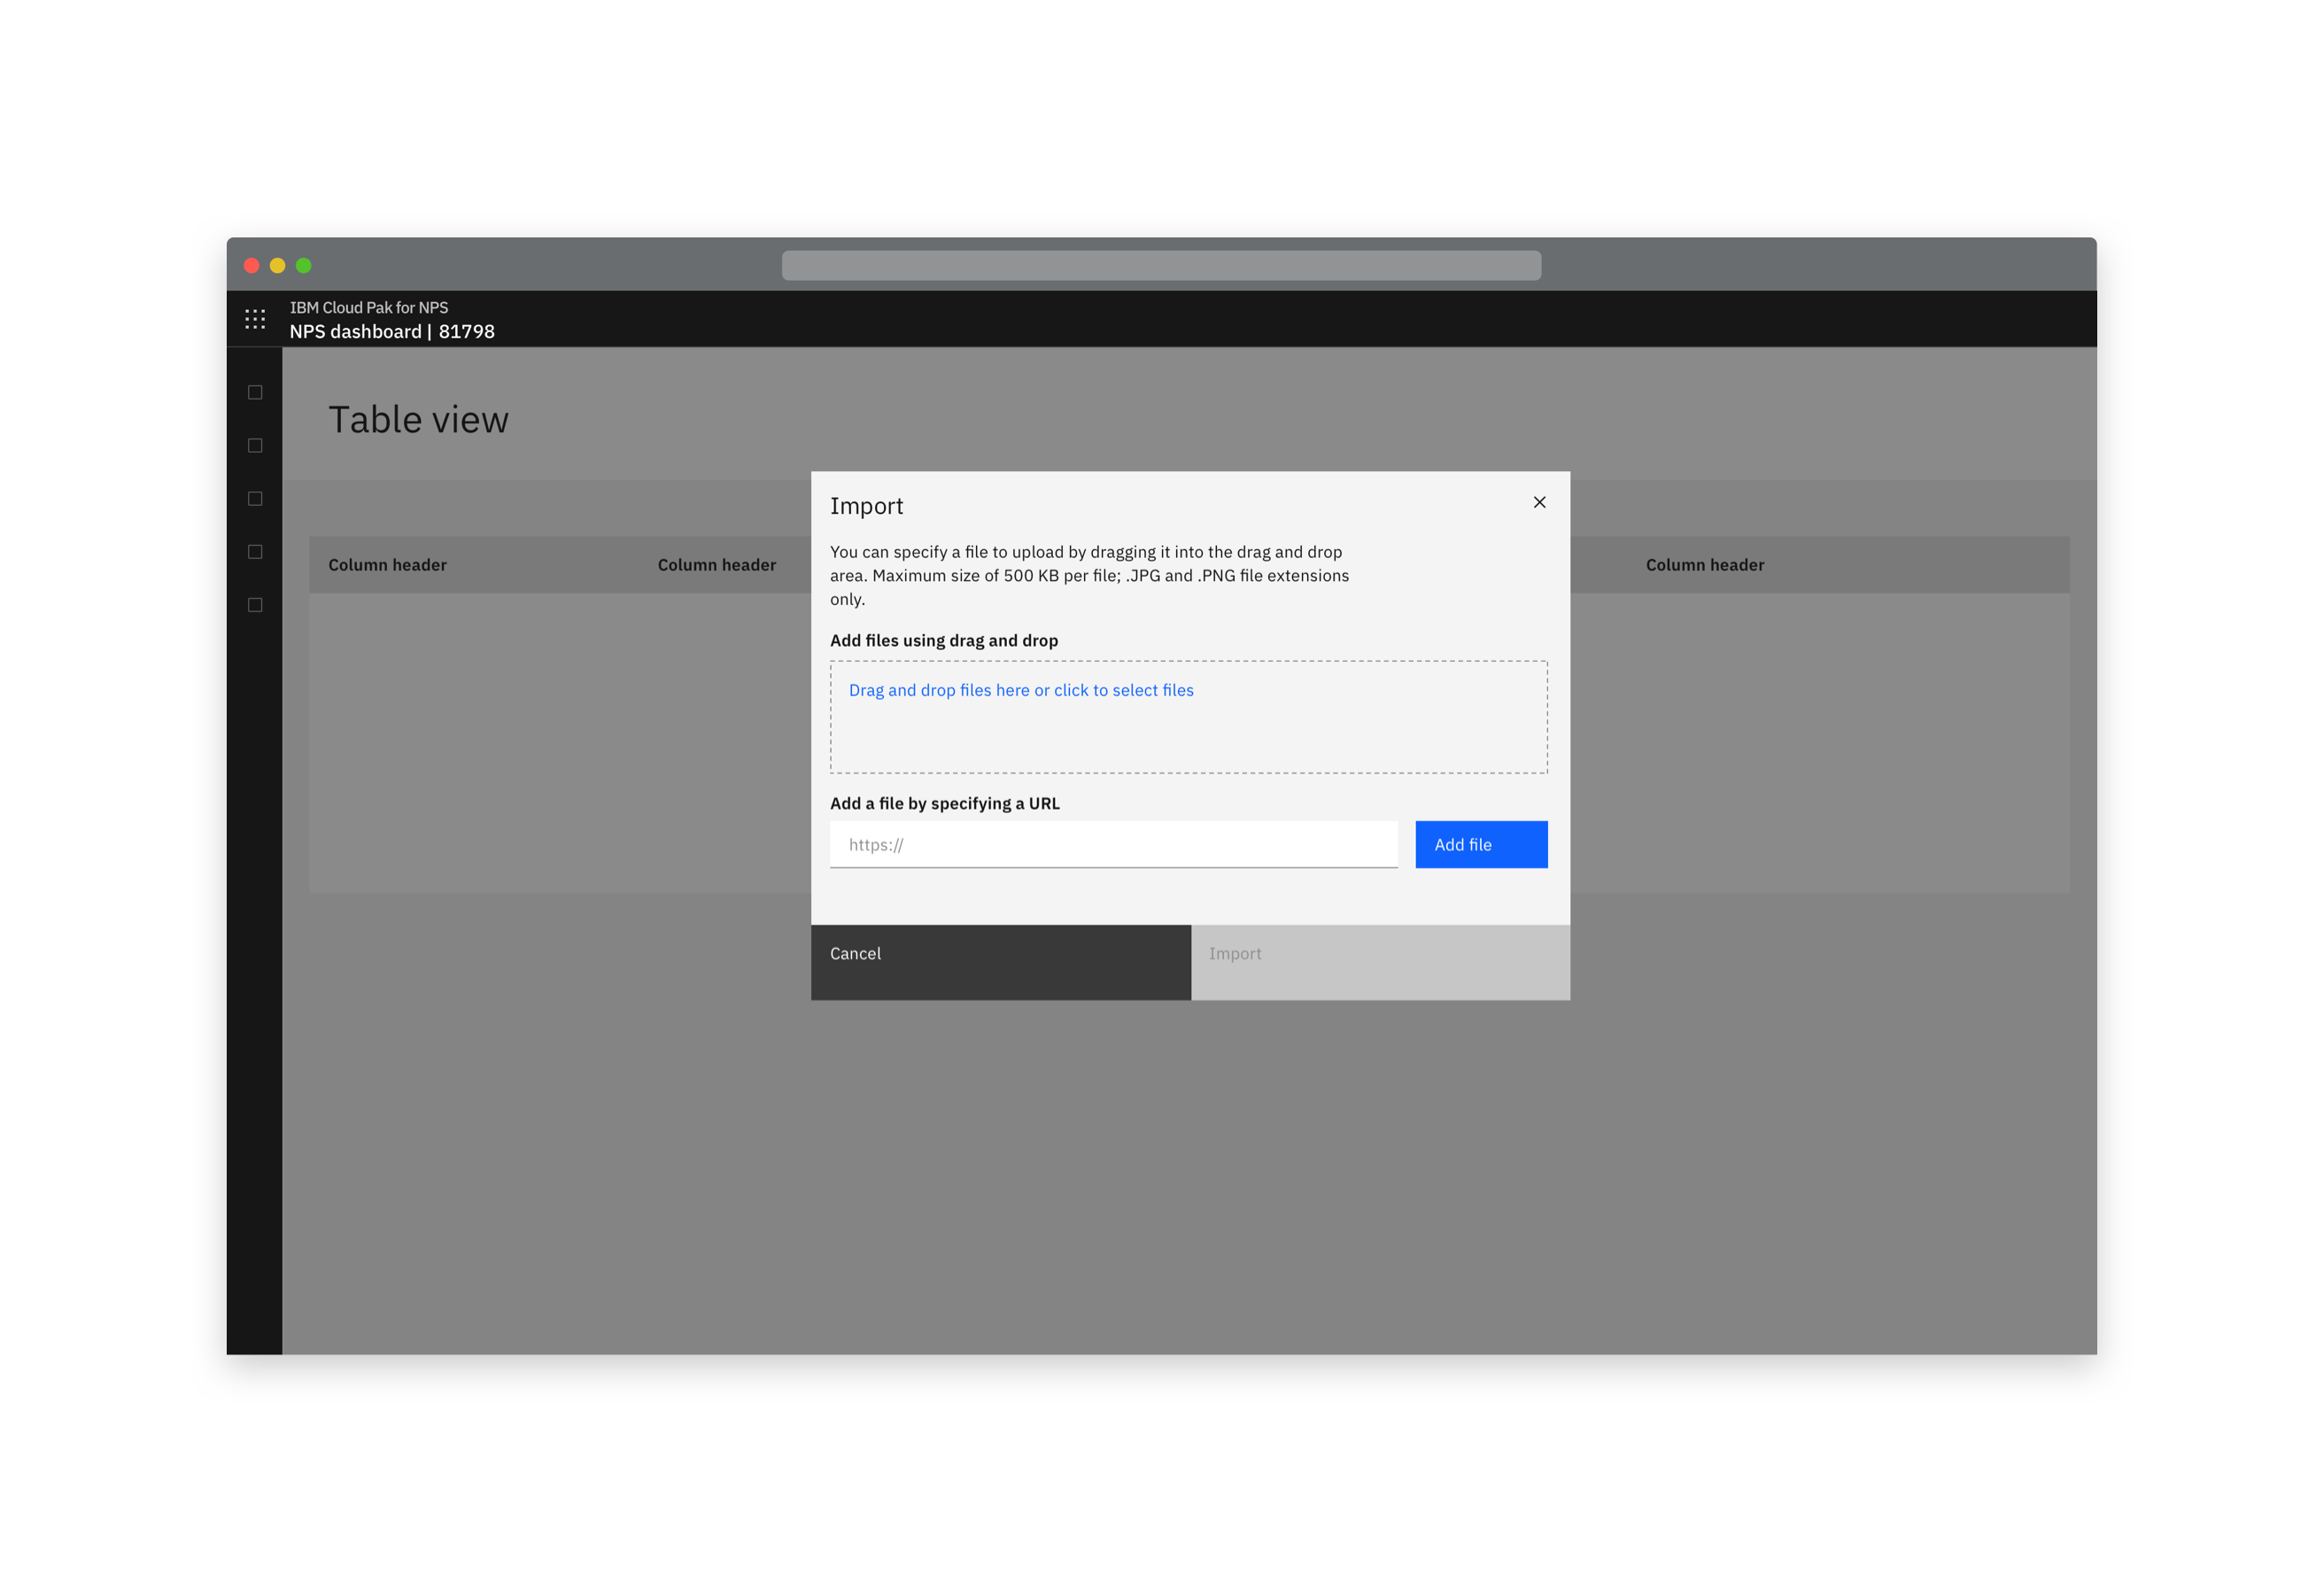 IBM Cloud Pak for NPS
NPS dashboard | 81798
Table view
Column header
Column header
Column header
Import
You can specify a file to upload by dragging it into the drag and drop
area. Maximum size of 500 KB per file; .JPG and .PNG file extensions
only.
Add files using drag and drop
Drag and drop files here or click to select files
Add a file by specifying a URL
https://
Add file
Cancel
Import